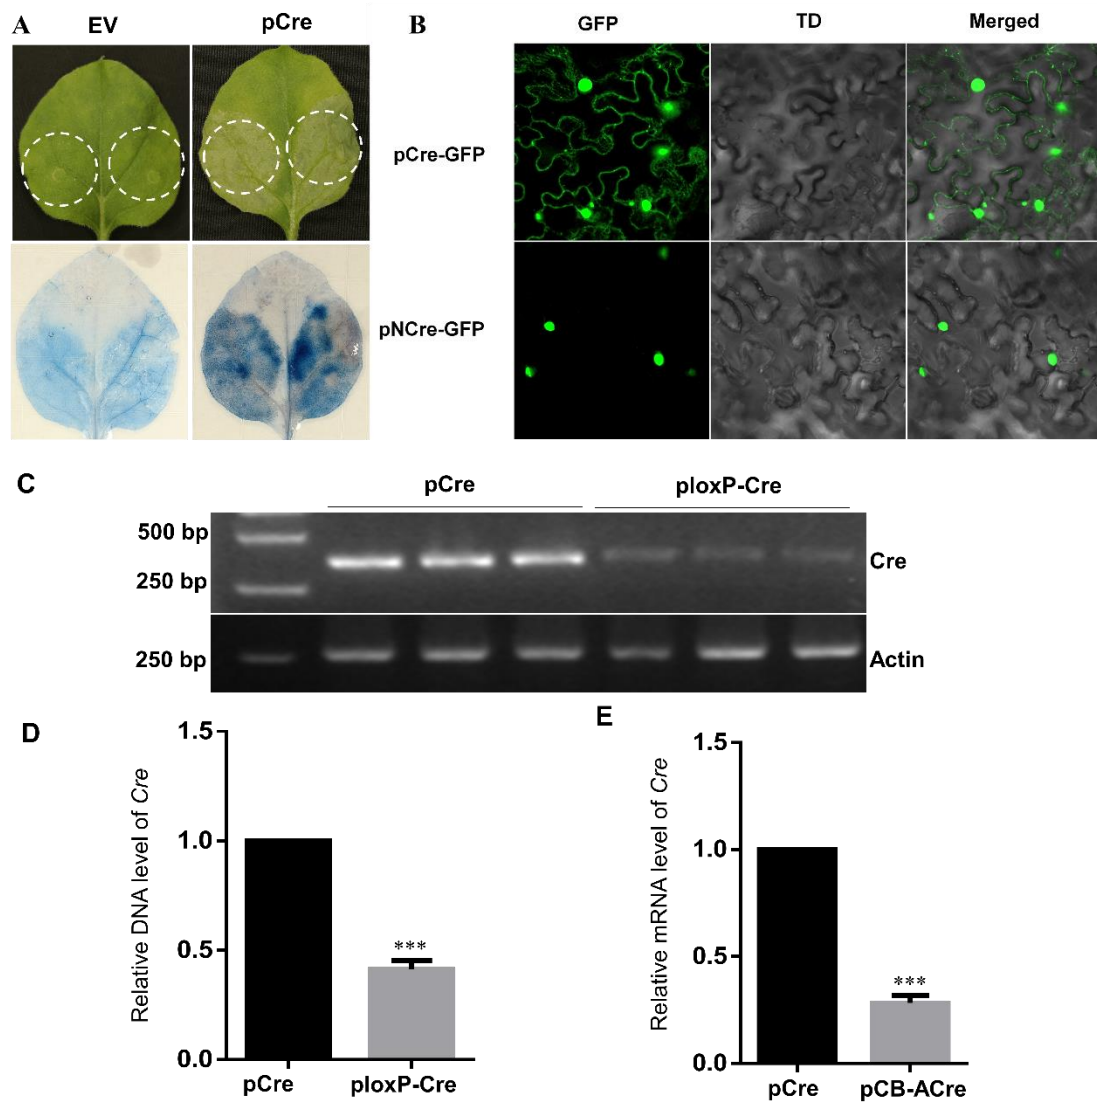 A
EV
pCre
B
GFP
TD
Merged
pCre-GFP
pNCre-GFP
C
pCre
ploxP-Cre
500 bp
250 bp
Cre
250 bp
Actin
D
Relative DNA level of Cre
1.5
1.0
0.5
0.0
***
pCre
ploxP-Cre
E
Relative mRNA level of Cre
1.5
1.0
0.5
0.0
***
pCre
pCB-ACre